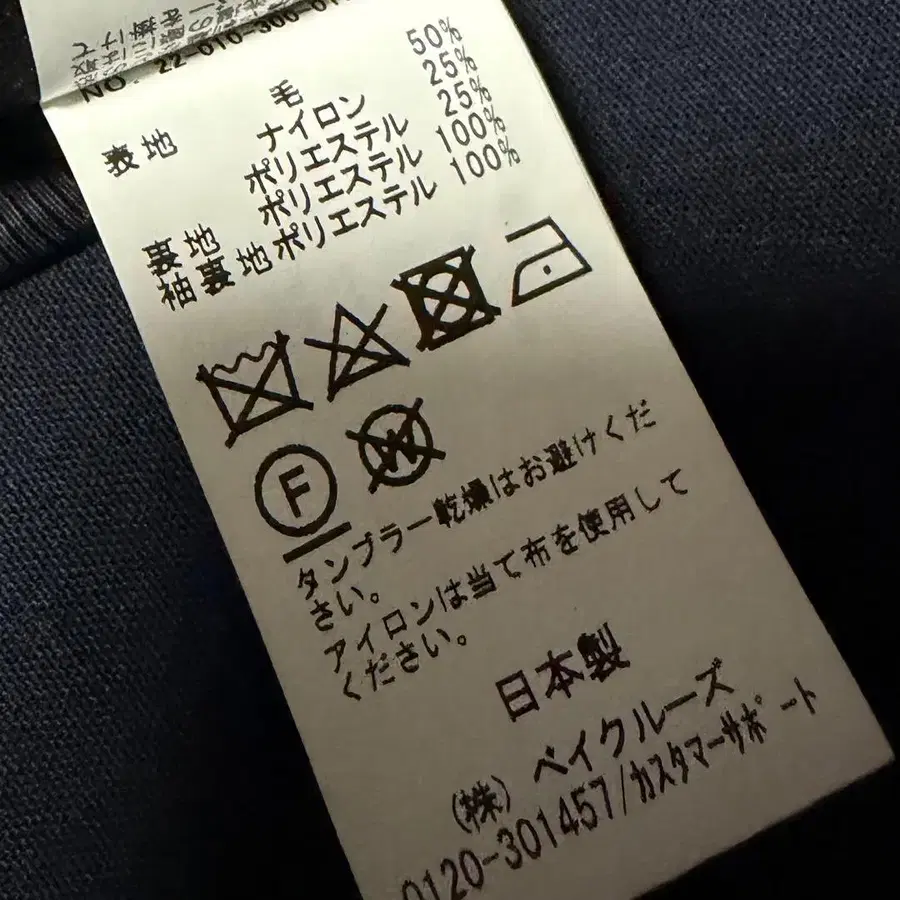 NO. 22-010-300-01
表地 毛 50%
ナイロン 25%
ポリエステル 25%
裏地 ポリエステル 100%
袖裏地 ポリエステル 100%
F
W
タンブラー乾燥はお避けくだ
さい。
アイロンは当て布を使用して
ください。
日本製
(株) ベイクルーズ
0120-301457/カスタマーサポート